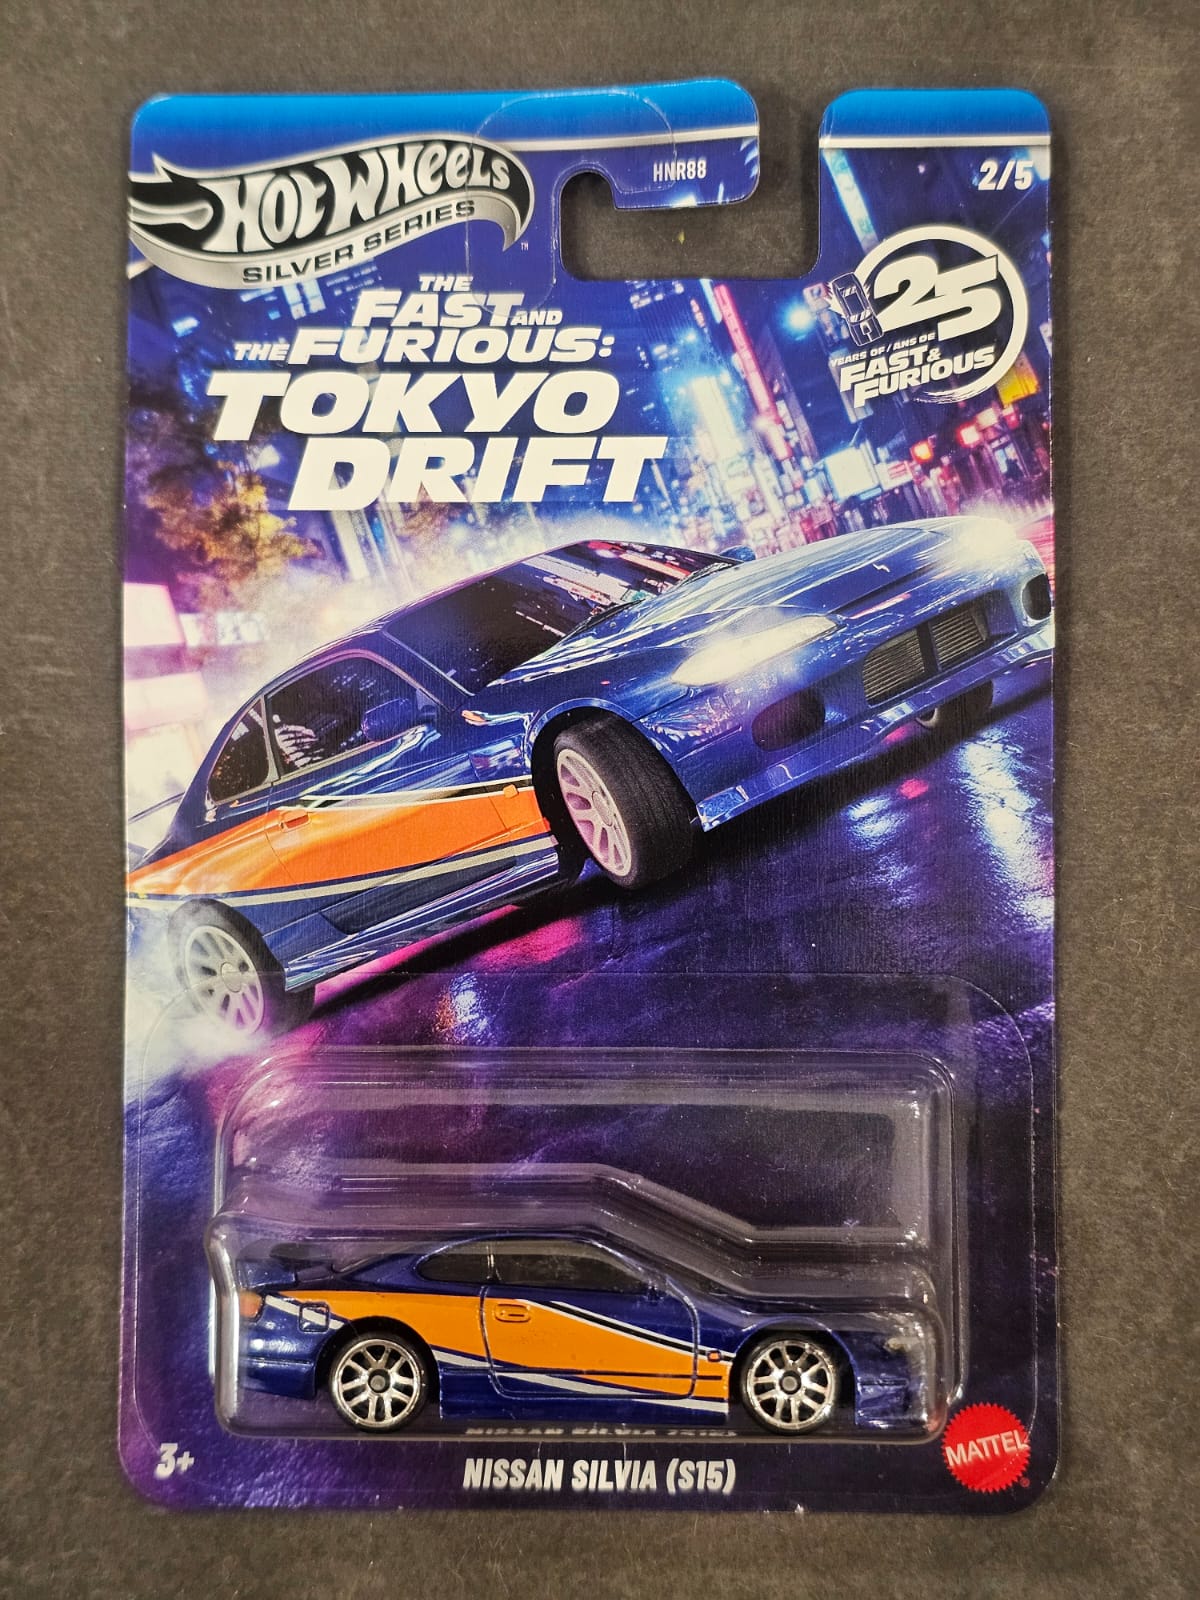 HOT WHEELS
TM
SILVER SERIES
HNR88
2/5
THE
FAST AND
THE FURIOUS:
TOKYO
DRIFT
25
YEARS OF / ANS DE
FAST &
FURIOUS
3+
NISSAN SILVIA (S15)
MATTEL
®